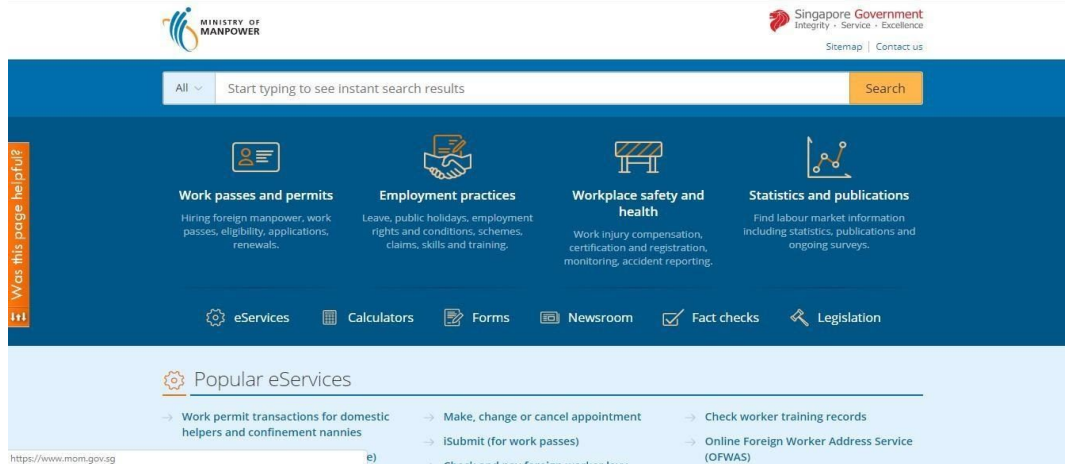 MINISTRY OF
MANPOWER
Singapore Government
Integrity · Service · Excellence
Sitemap | Contact us
All
Start typing to see instant search results
Search
Was this page helpful?
Work passes and permits
Hiring foreign manpower, work
passes, eligibility, applications,
renewals.
Employment practices
Leave, public holidays, employment
rights and conditions, schemes,
claims, skills and training.
Workplace safety and
health
Work injury compensation,
certification and registration,
monitoring, accident reporting.
Statistics and publications
Find labour market information
including statistics, publications and
ongoing surveys.
eServices
Calculators
Forms
Newsroom
Fact checks
Legislation
Popular eServices
Work permit transactions for domestic
helpers and confinement nannies
e)
Make, change or cancel appointment
iSubmit (for work passes)
Check and pay foreign worker levy
Check worker training records
Online Foreign Worker Address Service
(OFWAS)
https://www.mom.gov.sg